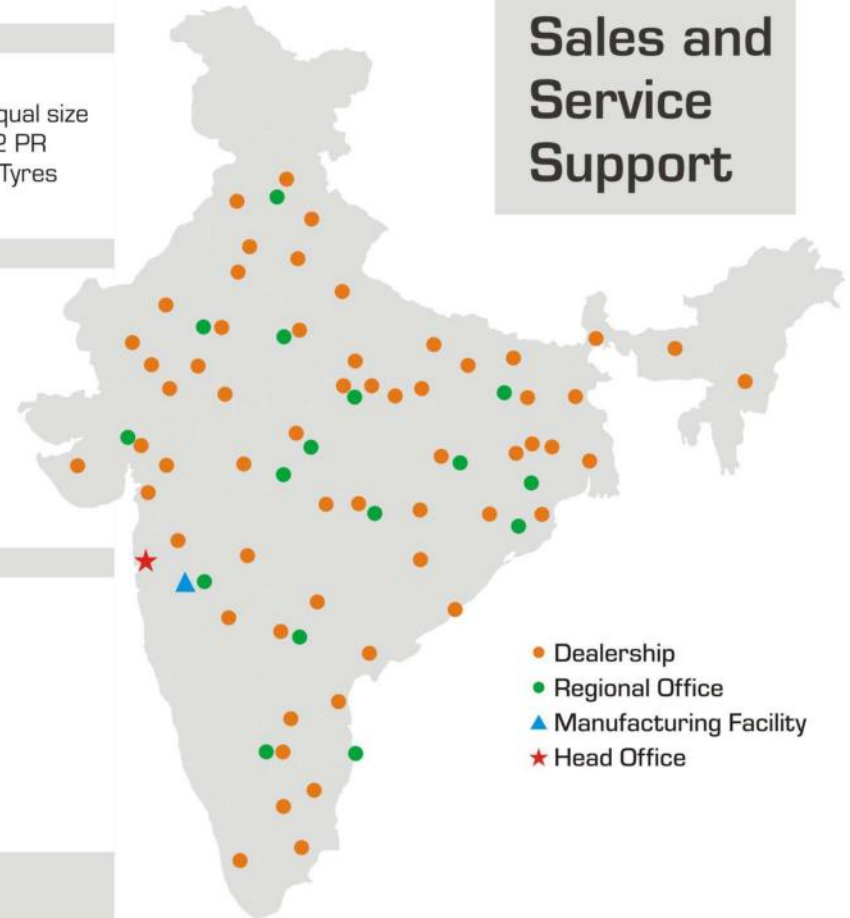 qual size
2 PR
Tyres
Sales and
Service
Support
Dealership
Regional Office
Manufacturing Facility
Head Office